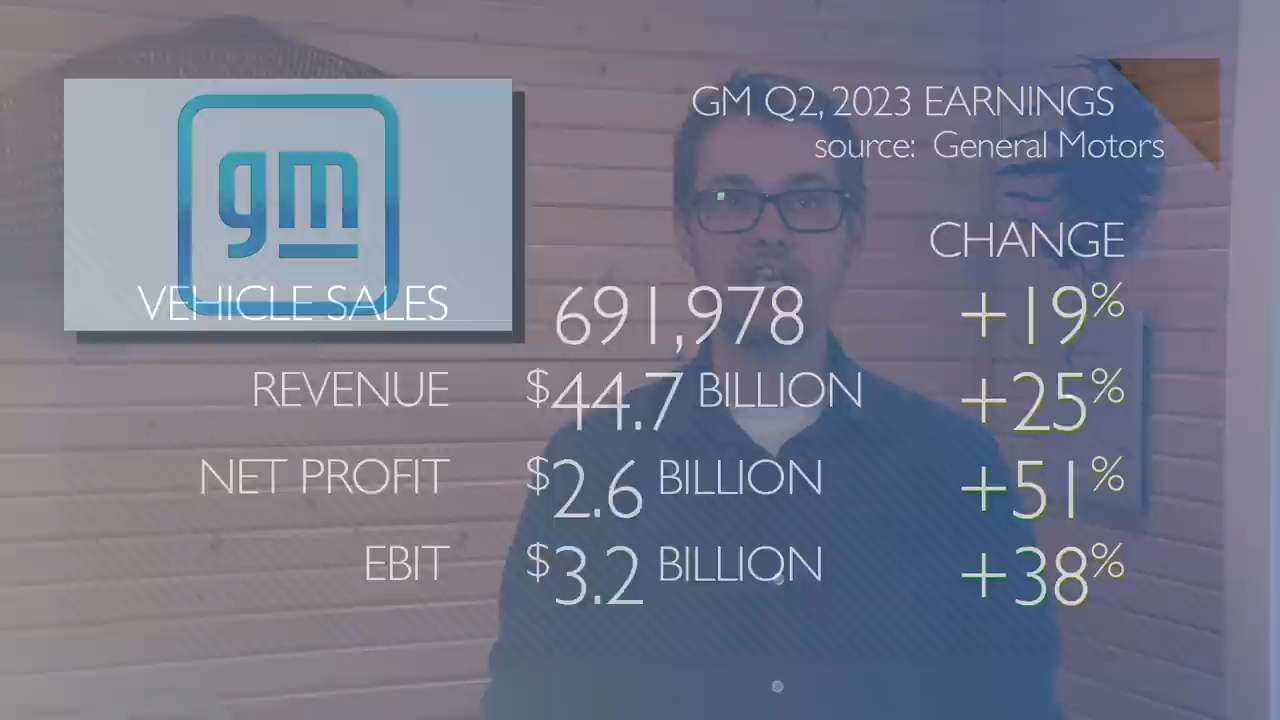 gm
GM Q2, 2023 EARNINGS
source: General Motors
CHANGE
VEHICLE SALES 691,978 +19%
REVENUE $44.7 BILLION +25%
NET PROFIT $2.6 BILLION +51%
EBIT $3.2 BILLION +38%